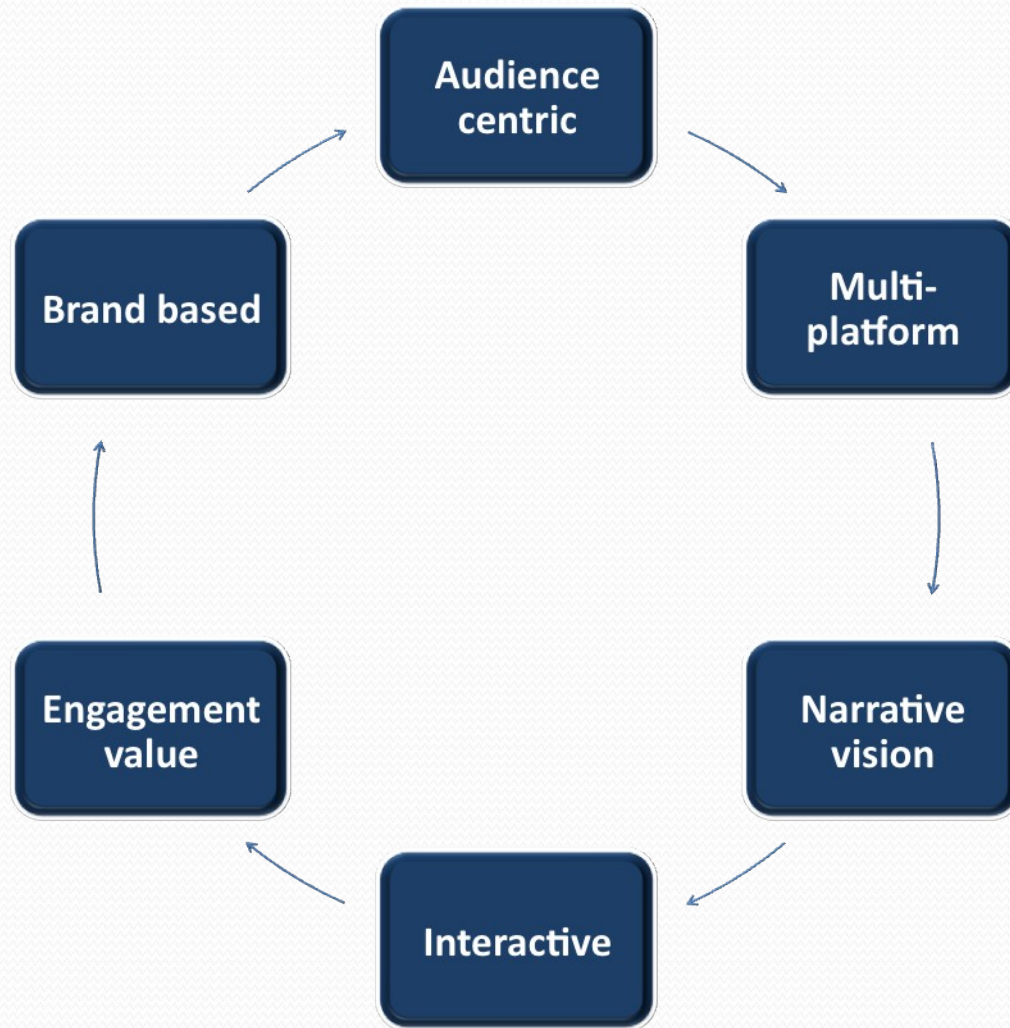 Audience
centric
Multi-
platform
Narrative
vision
Interactive
Engagement
value
Brand based